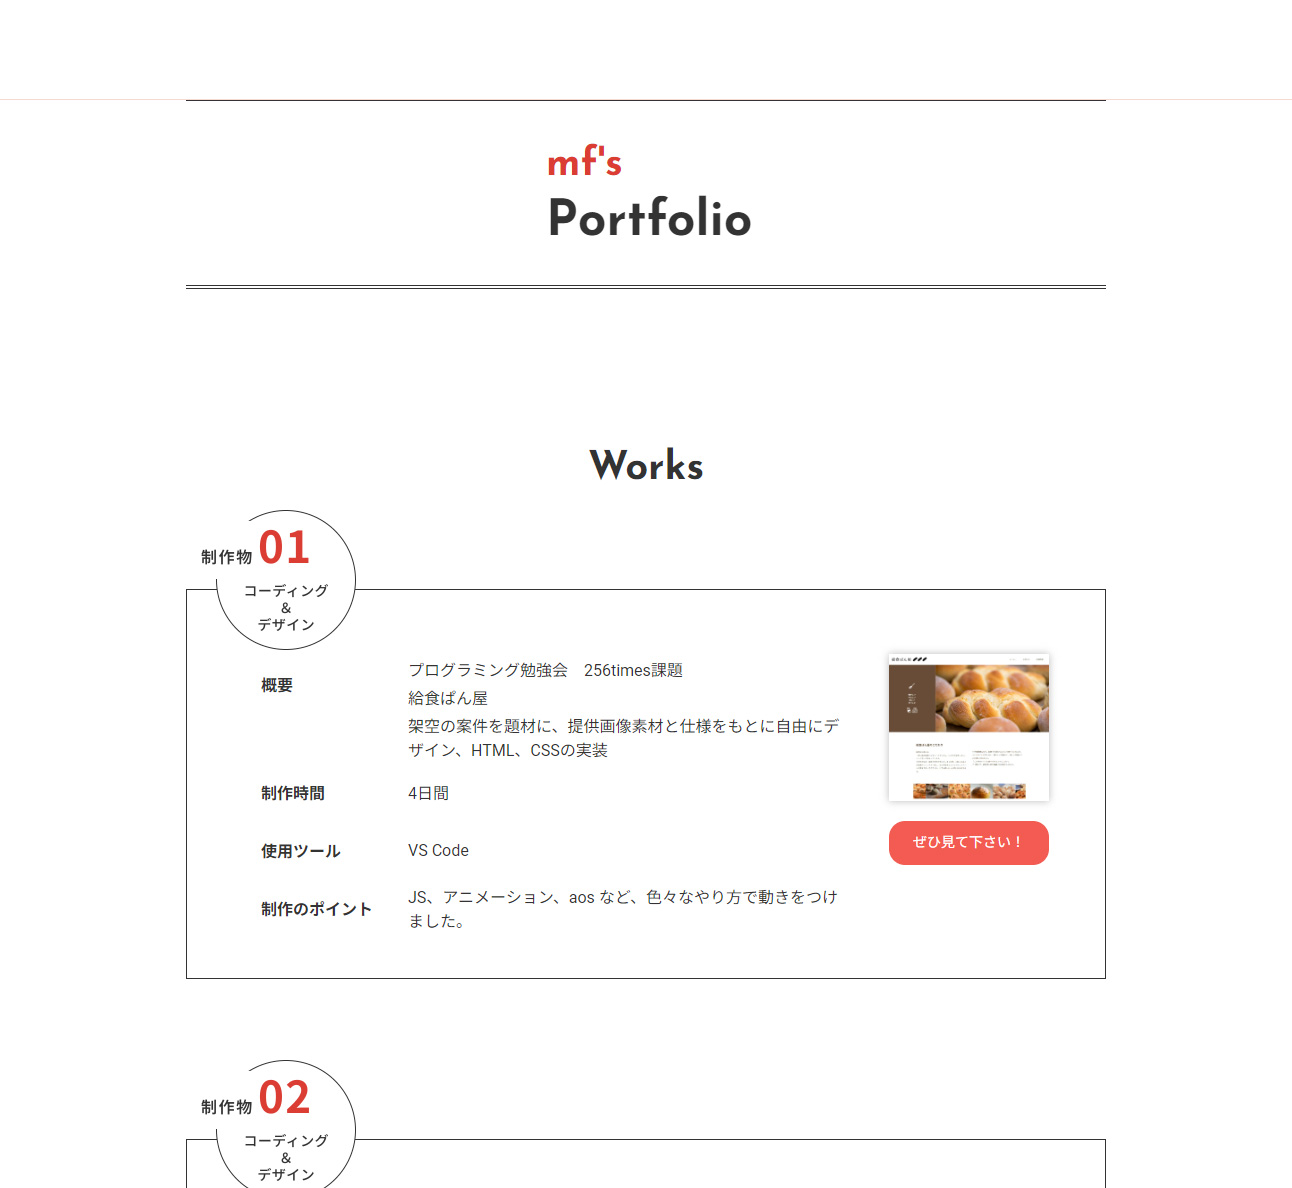 mf's
Portfolio
Works
制作物 01
コーディング
&
デザイン
概要
プログラミング勉強会　256times課題
給食ぱん屋
架空の案件を題材に、提供画像素材と仕様をもとに自由にデ
ザイン、HTML、CSSの実装
制作時間
4日間
使用ツール
VS Code
制作のポイント
JS、アニメーション、aos など、色々なやり方で動きをつけ
ました。
ぜひ見て下さい！
制作物 02
コーディング
&
デザイン